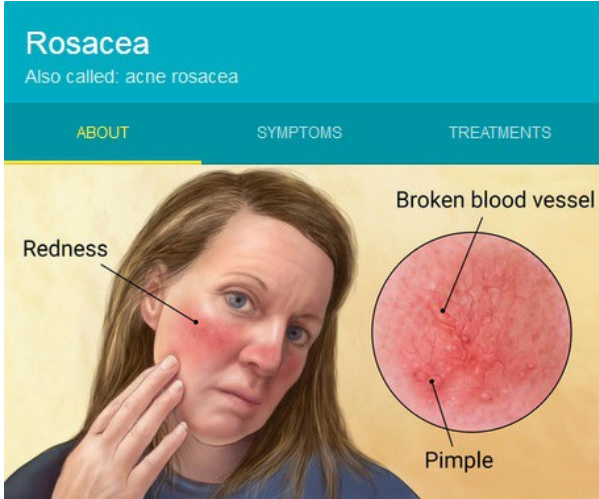 Rosacea
Also called: acne rosacea
ABOUT SYMPTOMS TREATMENTS
Broken blood vessel
Redness
Pimple